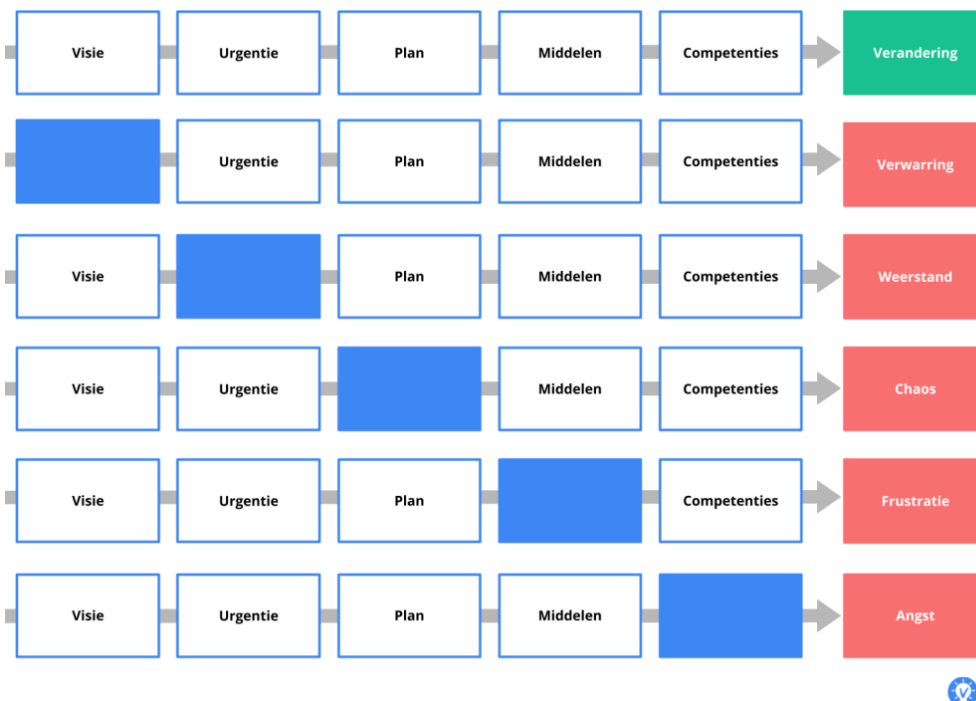 Visie Urgentie Plan Middelen Competenties Verandering
Urgentie Plan Middelen Competenties Verwarring
Visie Plan Middelen Competenties Weerstand
Visie Urgentie Middelen Competenties Chaos
Visie Urgentie Plan Competenties Frustratie
Visie Urgentie Plan Middelen Angst